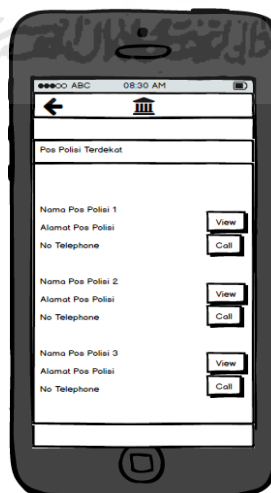 ABC 08:30 AM
Pos Polisi Terdekat
Nama Pos Polisi 1
Alamat Pos Polisi
View
No Telephone
Call
Nama Pos Polisi 2
Alamat Pos Polisi
View
No Telephone
Call
Nama Pos Polisi 3
Alamat Pos Polisi
View
No Telephone
Call